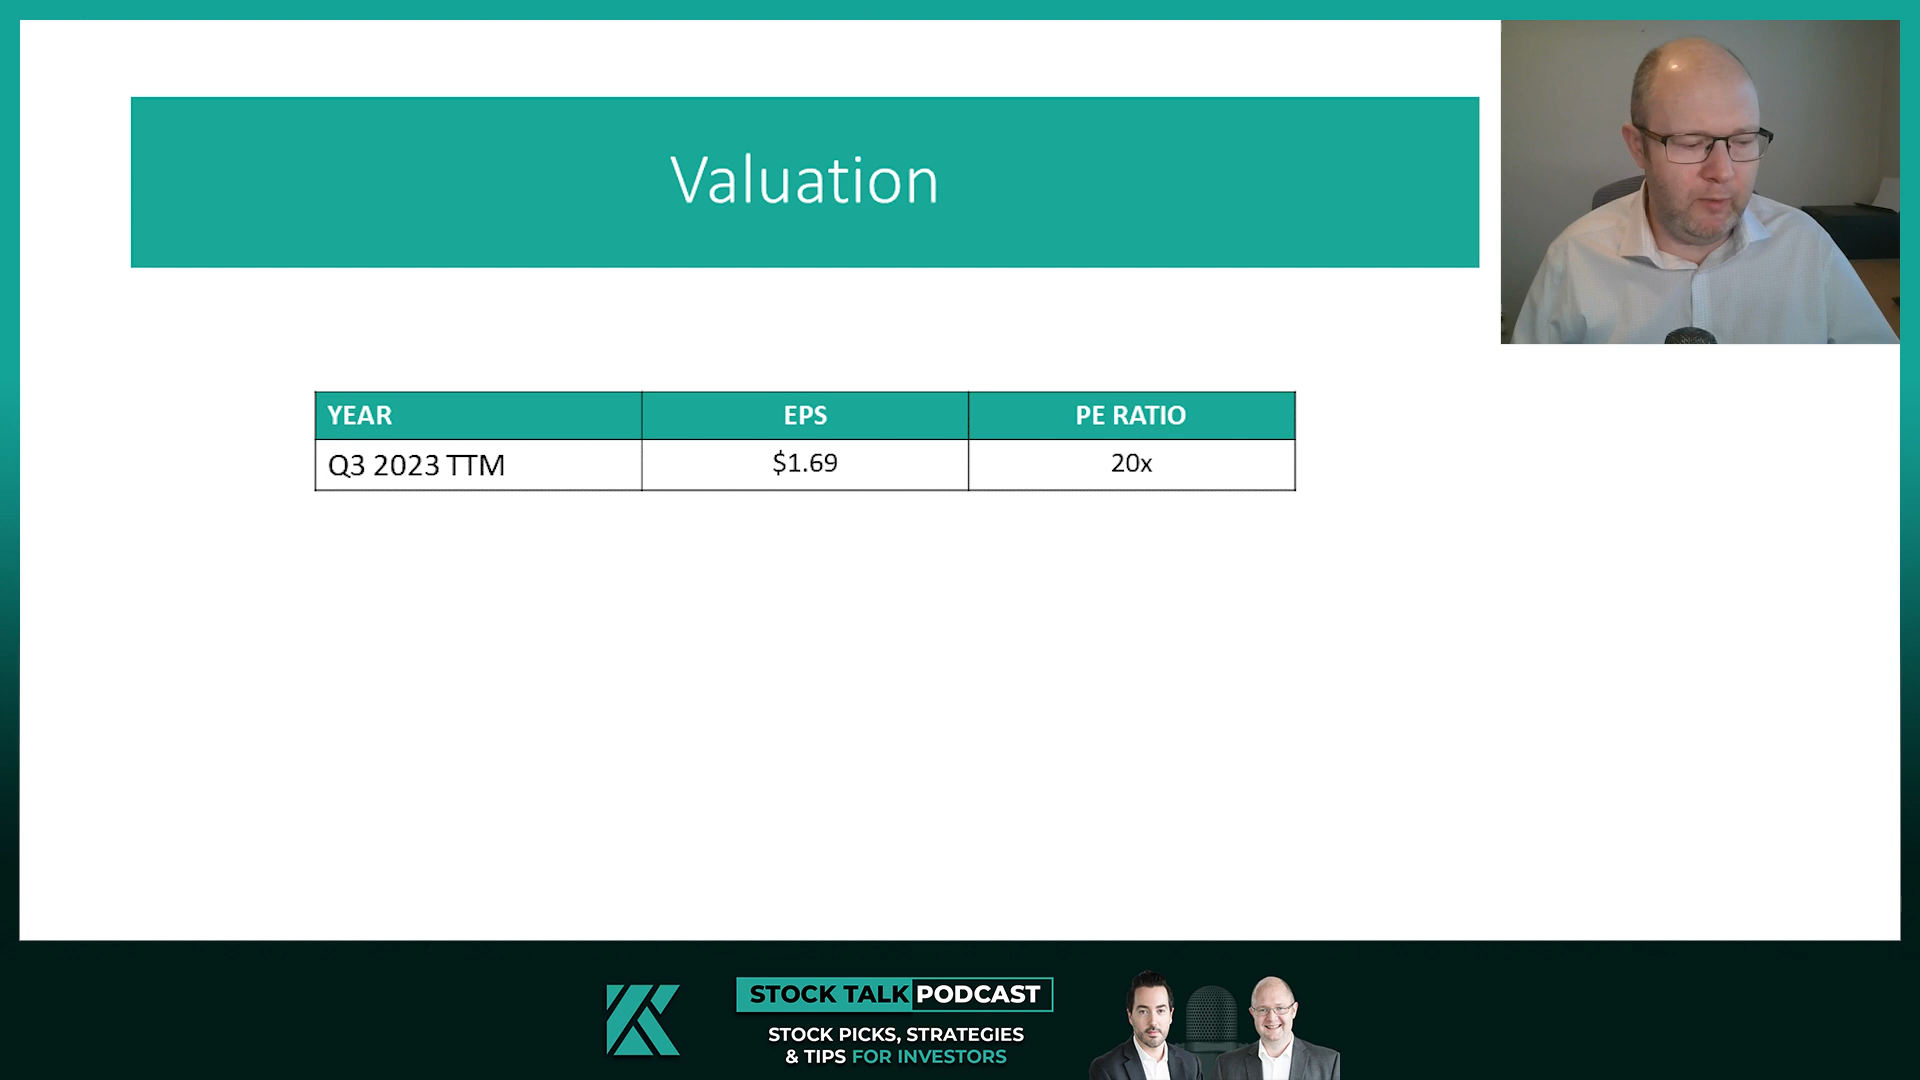 Valuation
YEAR EPS PE RATIO
Q3 2023 TTM $1.69 20x
STOCK TALK PODCAST
STOCK PICKS, STRATEGIES
& TIPS FOR INVESTORS